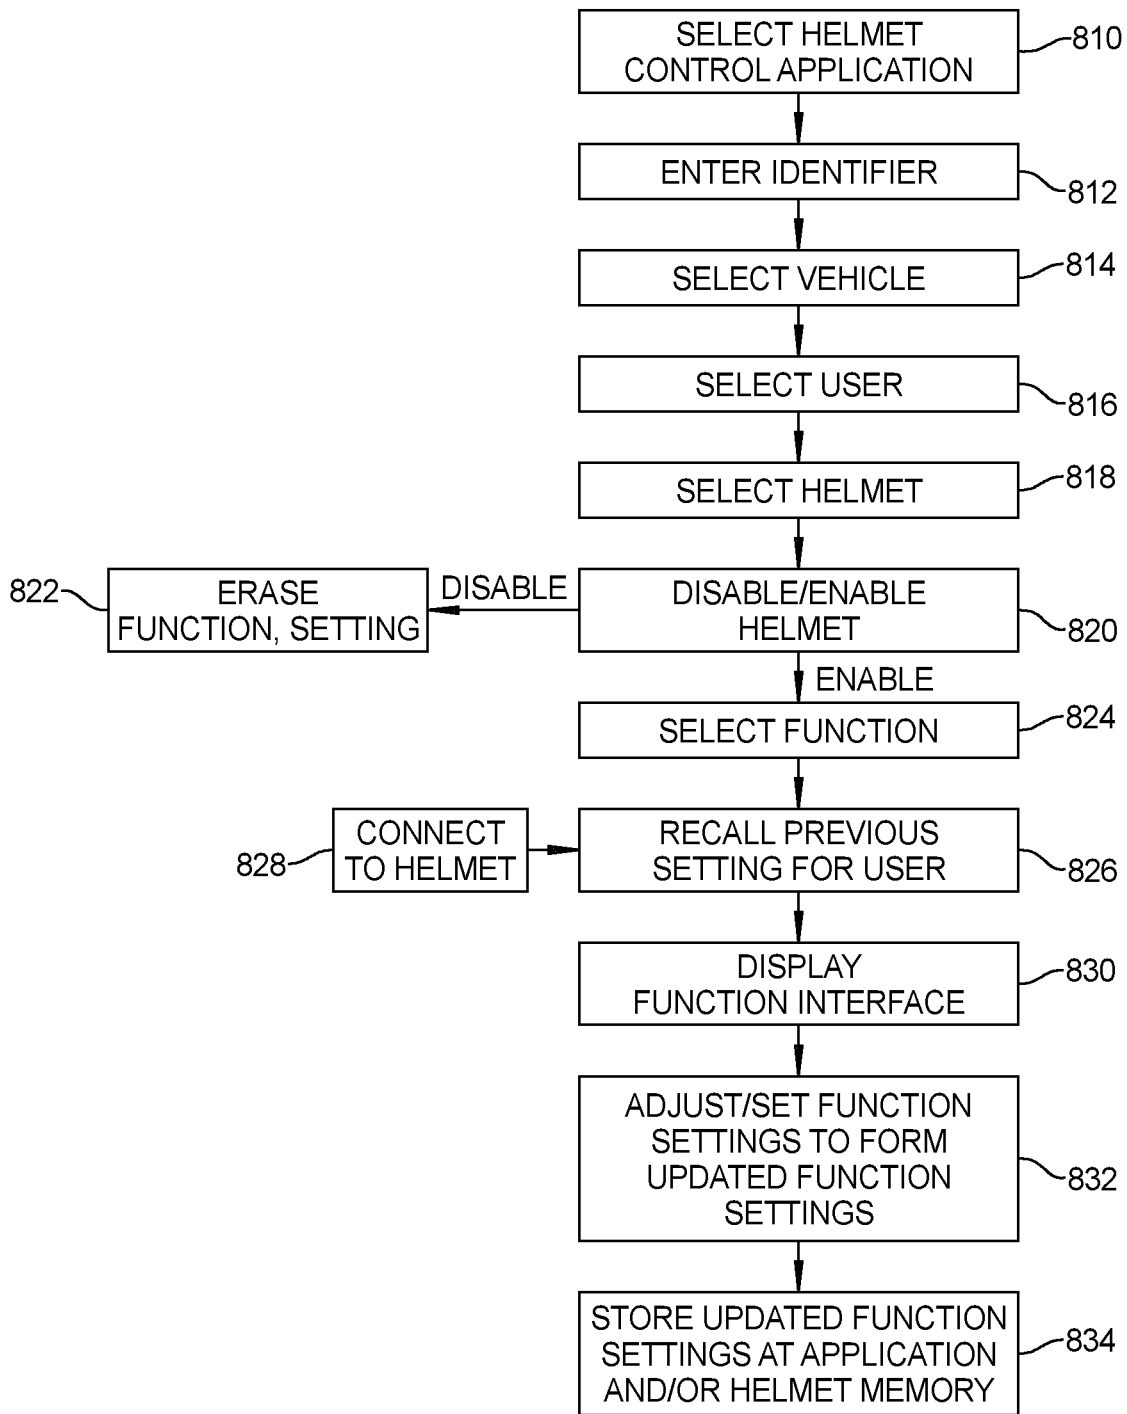 SELECT HELMET
CONTROL APPLICATION
810
ENTER IDENTIFIER
812
SELECT VEHICLE
814
SELECT USER
816
SELECT HELMET
818
822
ERASE
FUNCTION, SETTING
DISABLE
DISABLE/ENABLE
HELMET
820
ENABLE
SELECT FUNCTION
824
828
CONNECT
TO HELMET
RECALL PREVIOUS
SETTING FOR USER
826
DISPLAY
FUNCTION INTERFACE
830
ADJUST/SET FUNCTION
SETTINGS TO FORM
UPDATED FUNCTION
SETTINGS
832
STORE UPDATED FUNCTION
SETTINGS AT APPLICATION
AND/OR HELMET MEMORY
834